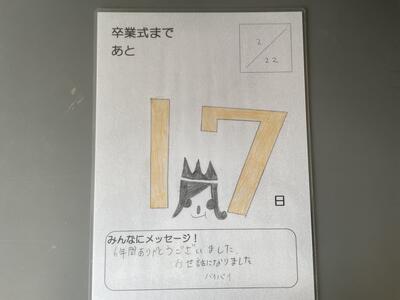 卒業式まで
あと
2/22
17
日
みんなにメッセージ!
6年間ありがとうございました
おせ話になりました
バイバイ